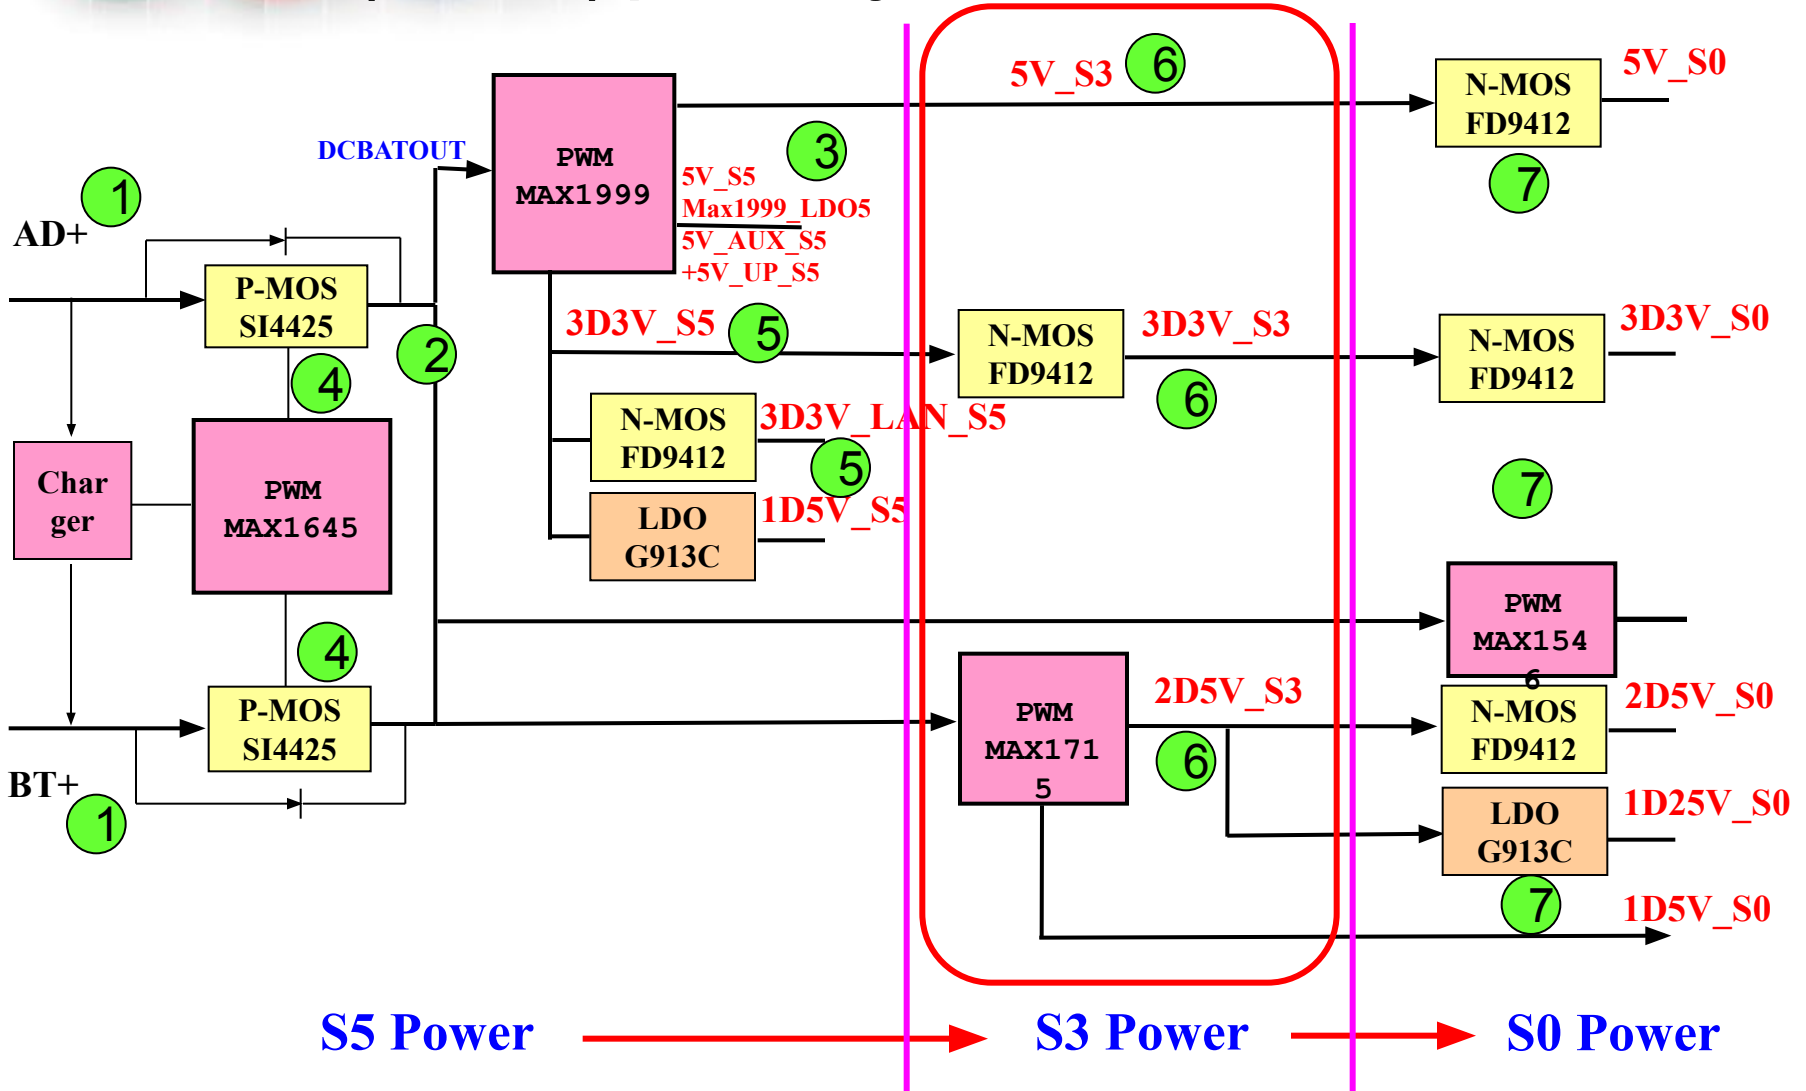 5V_S3
6
5V_S0
N-MOS
FD9412
7
DCBATOUT
PWM
MAX1999
3
5V_S5
Max1999_LDO5
5V_AUX_S5
+5V_UP_S5
1
AD+
P-MOS
SI4425
2
4
3D3V_S5
5
N-MOS
FD9412
3D3V_S3
6
N-MOS
FD9412
3D3V_S0
N-MOS
FD9412
3D3V_LAN_S5
5
LDO
G913C
1D5V_S5
Char
ger
PWM
MAX1645
7
PWM
MAX154
6
4
P-MOS
SI4425
BT+
1
PWM
MAX171
5
2D5V_S3
6
N-MOS
FD9412
2D5V_S0
LDO
G913C
1D25V_S0
7
1D5V_S0
S5 Power
S3 Power
S0 Power